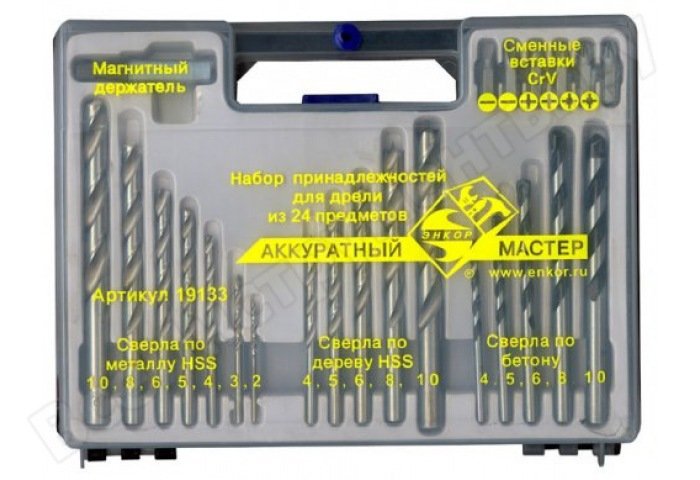 Магнитный
держатель
Сменные
вставки
CrV
Набор принадлежностей
для дрели
из 24 предметов
ЭНКОР
АККУРАТНЫЙ МАСТЕР
®
www.enkor.ru
Артикул 19133
Сверла по
металлу HSS
10, 8, 6, 5, 4, 3, 2
Сверла по
дереву HSS
4, 5, 6, 8, 10
Сверла по
бетону
4, 5, 6, 8 10